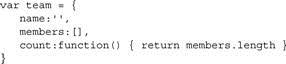 var team = {
   name:'',
   members:[],
   count:function() { return members.length }
}